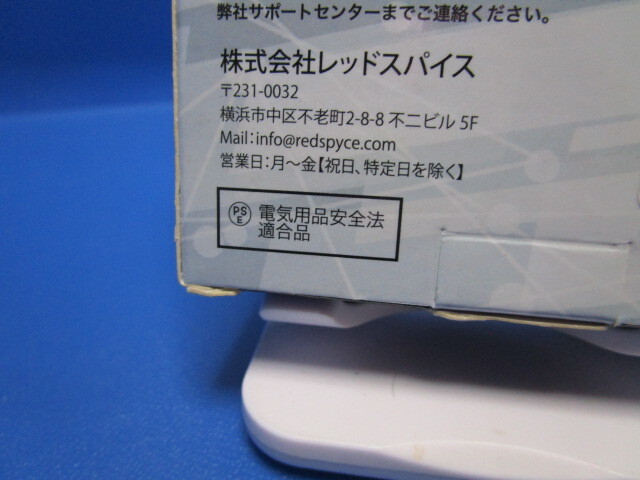 弊社サポートセンターまでご連絡ください。
株式会社レッドスパイス
〒231-0032
横浜市中区不老町2-8-8 不二ビル 5F
Mail:info@redspyce.com
営業日:月～金【祝日、特定日を除く】
PS
E
電気用品安全法
適合品